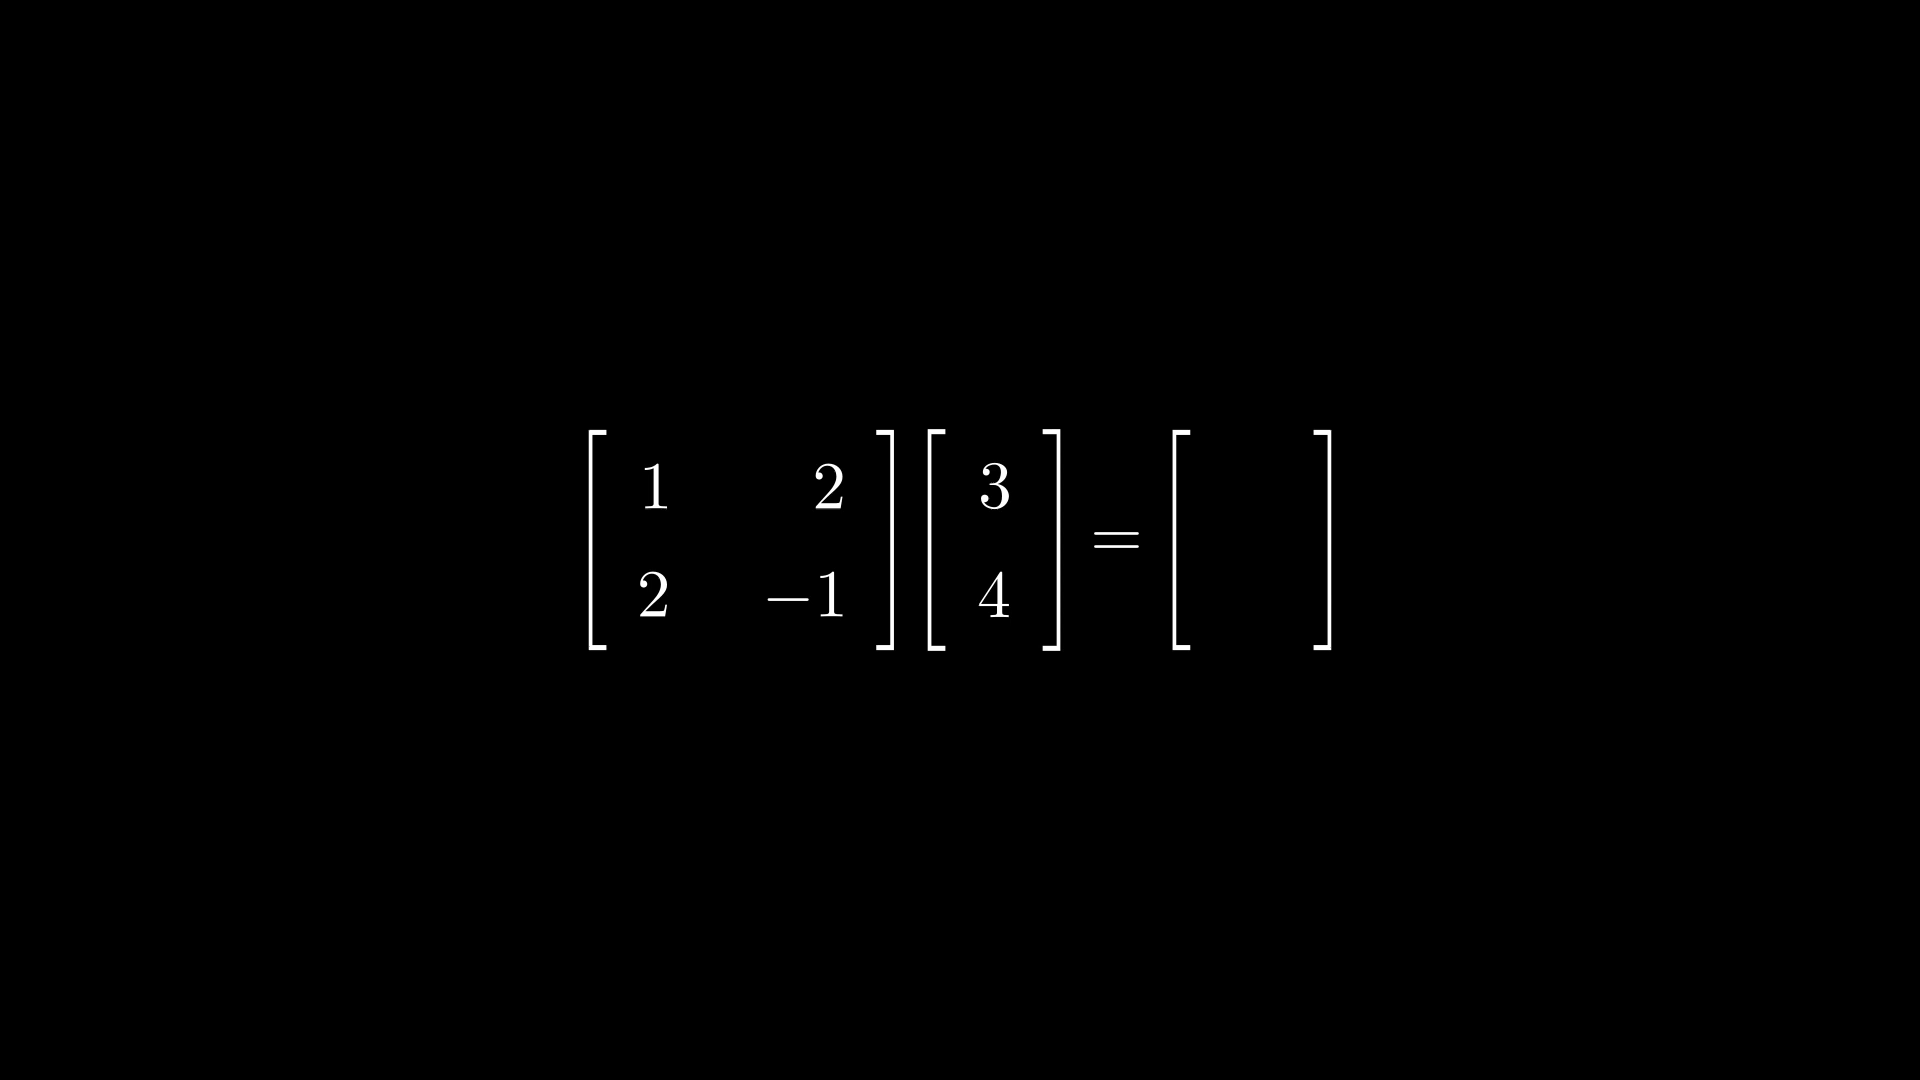 [ 1 2 ] [ 3 ] = [ ]
[ 2 −1 ] [ 4 ]